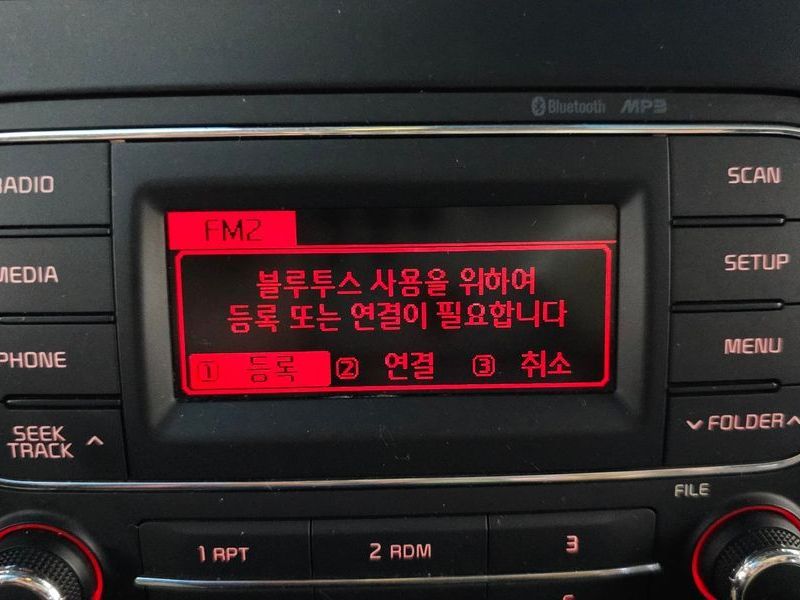 Bluetooth MP3
RADIO
SCAN
FM2
MEDIA
SETUP
블루투스 사용을 위하여
등록 또는 연결이 필요합니다
PHONE
MENU
① 등록 ② 연결 ③ 취소
SEEK
TRACK
FOLDER
FILE
1 RPT
2 RDM
3